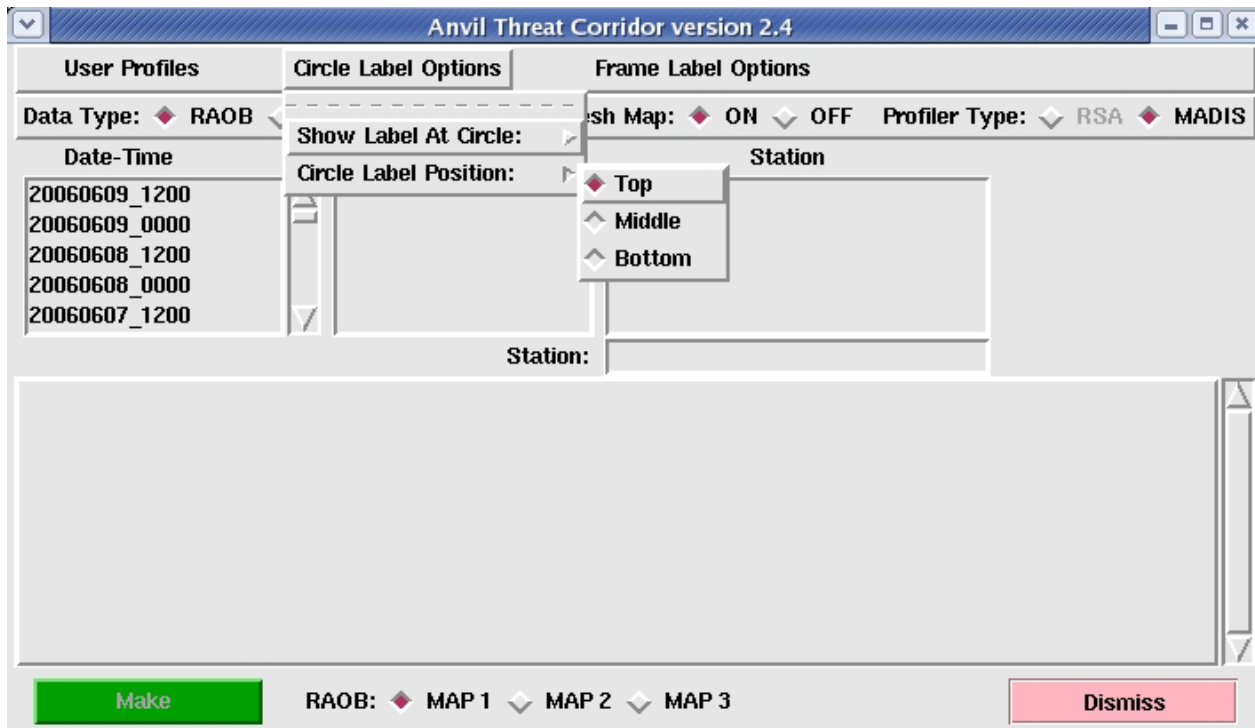 Anvil Threat Corridor version 2.4
User Profiles Circle Label Options Frame Label Options
Data Type: RAOB esh Map: ON OFF Profiler Type: RSA MADIS
Show Label At Circle:
Circle Label Position:
Top
Middle
Bottom
Date-Time Station
20060609_1200
20060609_0000
20060608_1200
20060608_0000
20060607_1200
Station:
Make RAOB: MAP 1 MAP 2 MAP 3 Dismiss